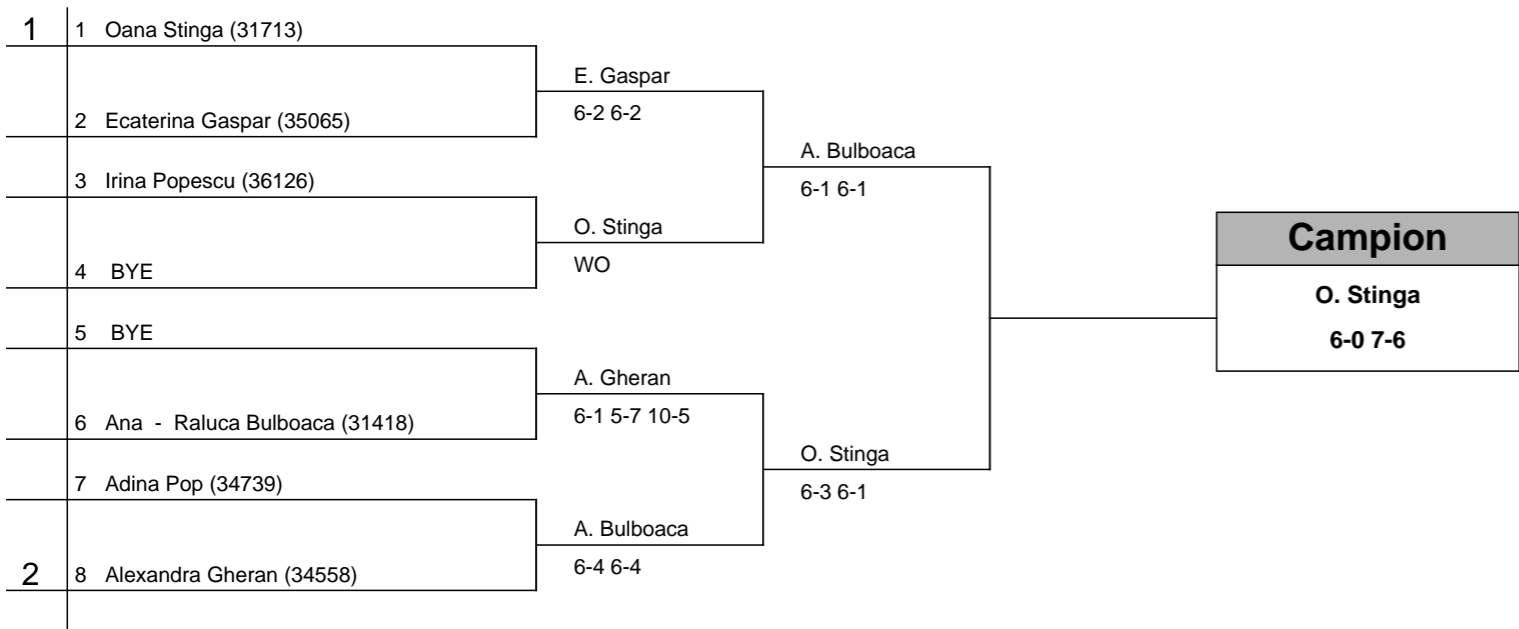 1 1 Oana Stinga (31713)
E. Gaspar
6-2 6-2
2 Ecaterina Gaspar (35065)
A. Bulboaca
6-1 6-1
3 Irina Popescu (36126)
O. Stinga
WO
4 BYE
Campion
O. Stinga
6-0 7-6
5 BYE
A. Gheran
6-1 5-7 10-5
6 Ana - Raluca Bulboaca (31418)
O. Stinga
6-3 6-1
7 Adina Pop (34739)
A. Bulboaca
6-4 6-4
2 8 Alexandra Gheran (34558)